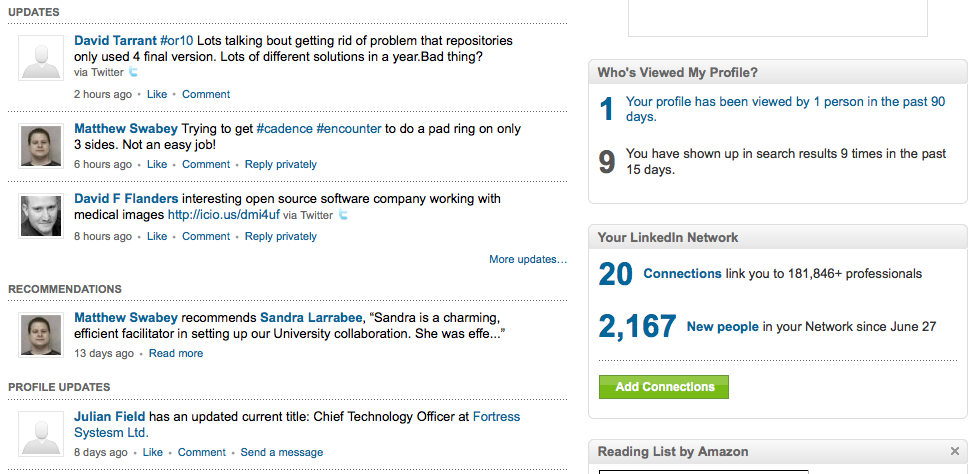 UPDATES
David Tarrant #or10 Lots talking bout getting rid of problem that repositories
only used 4 final version. Lots of different solutions in a year.Bad thing?
via Twitter
2 hours ago • Like • Comment
Matthew Swabey Trying to get #cadence #encounter to do a pad ring on only
3 sides. Not an easy job!
6 hours ago • Like • Comment • Reply privately
David F Flanders interesting open source software company working with
medical images http://icio.us/dmi4uf via Twitter
8 hours ago • Like • Comment • Reply privately
More updates...
RECOMMENDATIONS
Matthew Swabey recommends Sandra Larrabee, “Sandra is a charming,
efficient facilitator in setting up our University collaboration. She was effe...”
13 days ago • Read more
PROFILE UPDATES
Julian Field has an updated current title: Chief Technology Officer at Fortress
Systesm Ltd.
8 days ago • Like • Comment • Send a message
Who's Viewed My Profile?
1 Your profile has been viewed by 1 person in the past 90
days.
9 You have shown up in search results 9 times in the past
15 days.
Your LinkedIn Network
20 Connections link you to 181,846+ professionals
2,167 New people in your Network since June 27
Add Connections
Reading List by Amazon